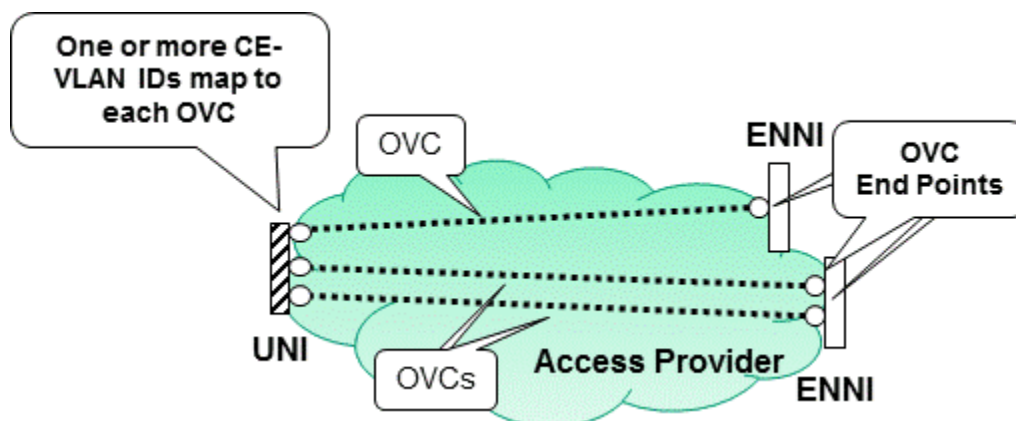 One or more CE-
VLAN IDs map to
each OVC
OVC
ENNI
OVC
End Points
UNI
OVCs
Access Provider
ENNI